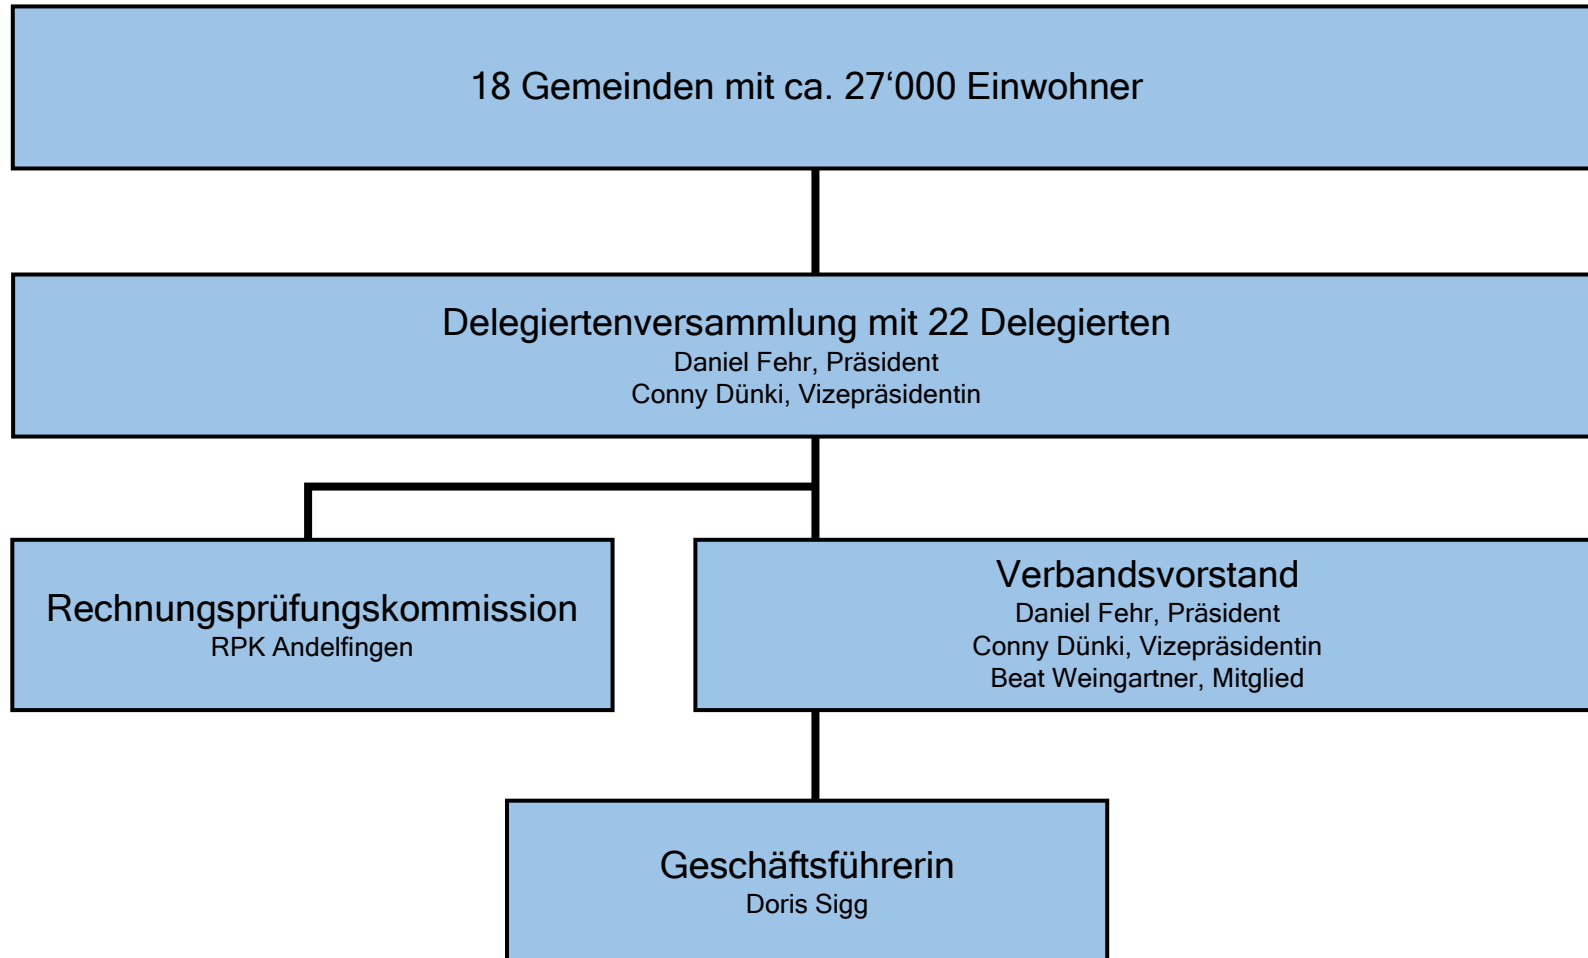 18 Gemeinden mit ca. 27‘000 Einwohner
Delegiertenversammlung mit 22 Delegierten
Daniel Fehr, Präsident
Conny Dünki, Vizepräsidentin
Rechnungsprüfungskommission
RPK Andelfingen
Verbandsvorstand
Daniel Fehr, Präsident
Conny Dünki, Vizepräsidentin
Beat Weingartner, Mitglied
Geschäftsführerin
Doris Sigg